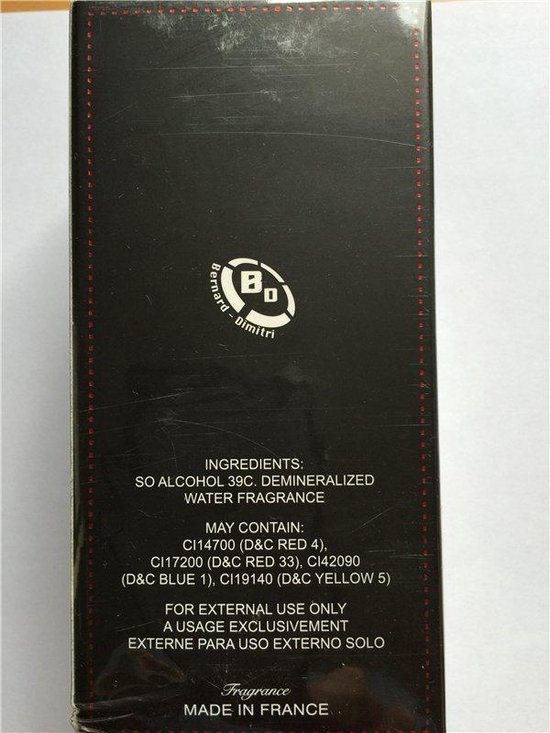 BD
Bernard - Dimitri
INGREDIENTS:
SO ALCOHOL 39C. DEMINERALIZED
WATER FRAGRANCE
MAY CONTAIN:
CI14700 (D&C RED 4),
CI17200 (D&C RED 33), CI42090
(D&C BLUE 1), CI19140 (D&C YELLOW 5)
FOR EXTERNAL USE ONLY
A USAGE EXCLUSIVEMENT
EXTERNE PARA USO EXTERNO SOLO
Fragrance
MADE IN FRANCE